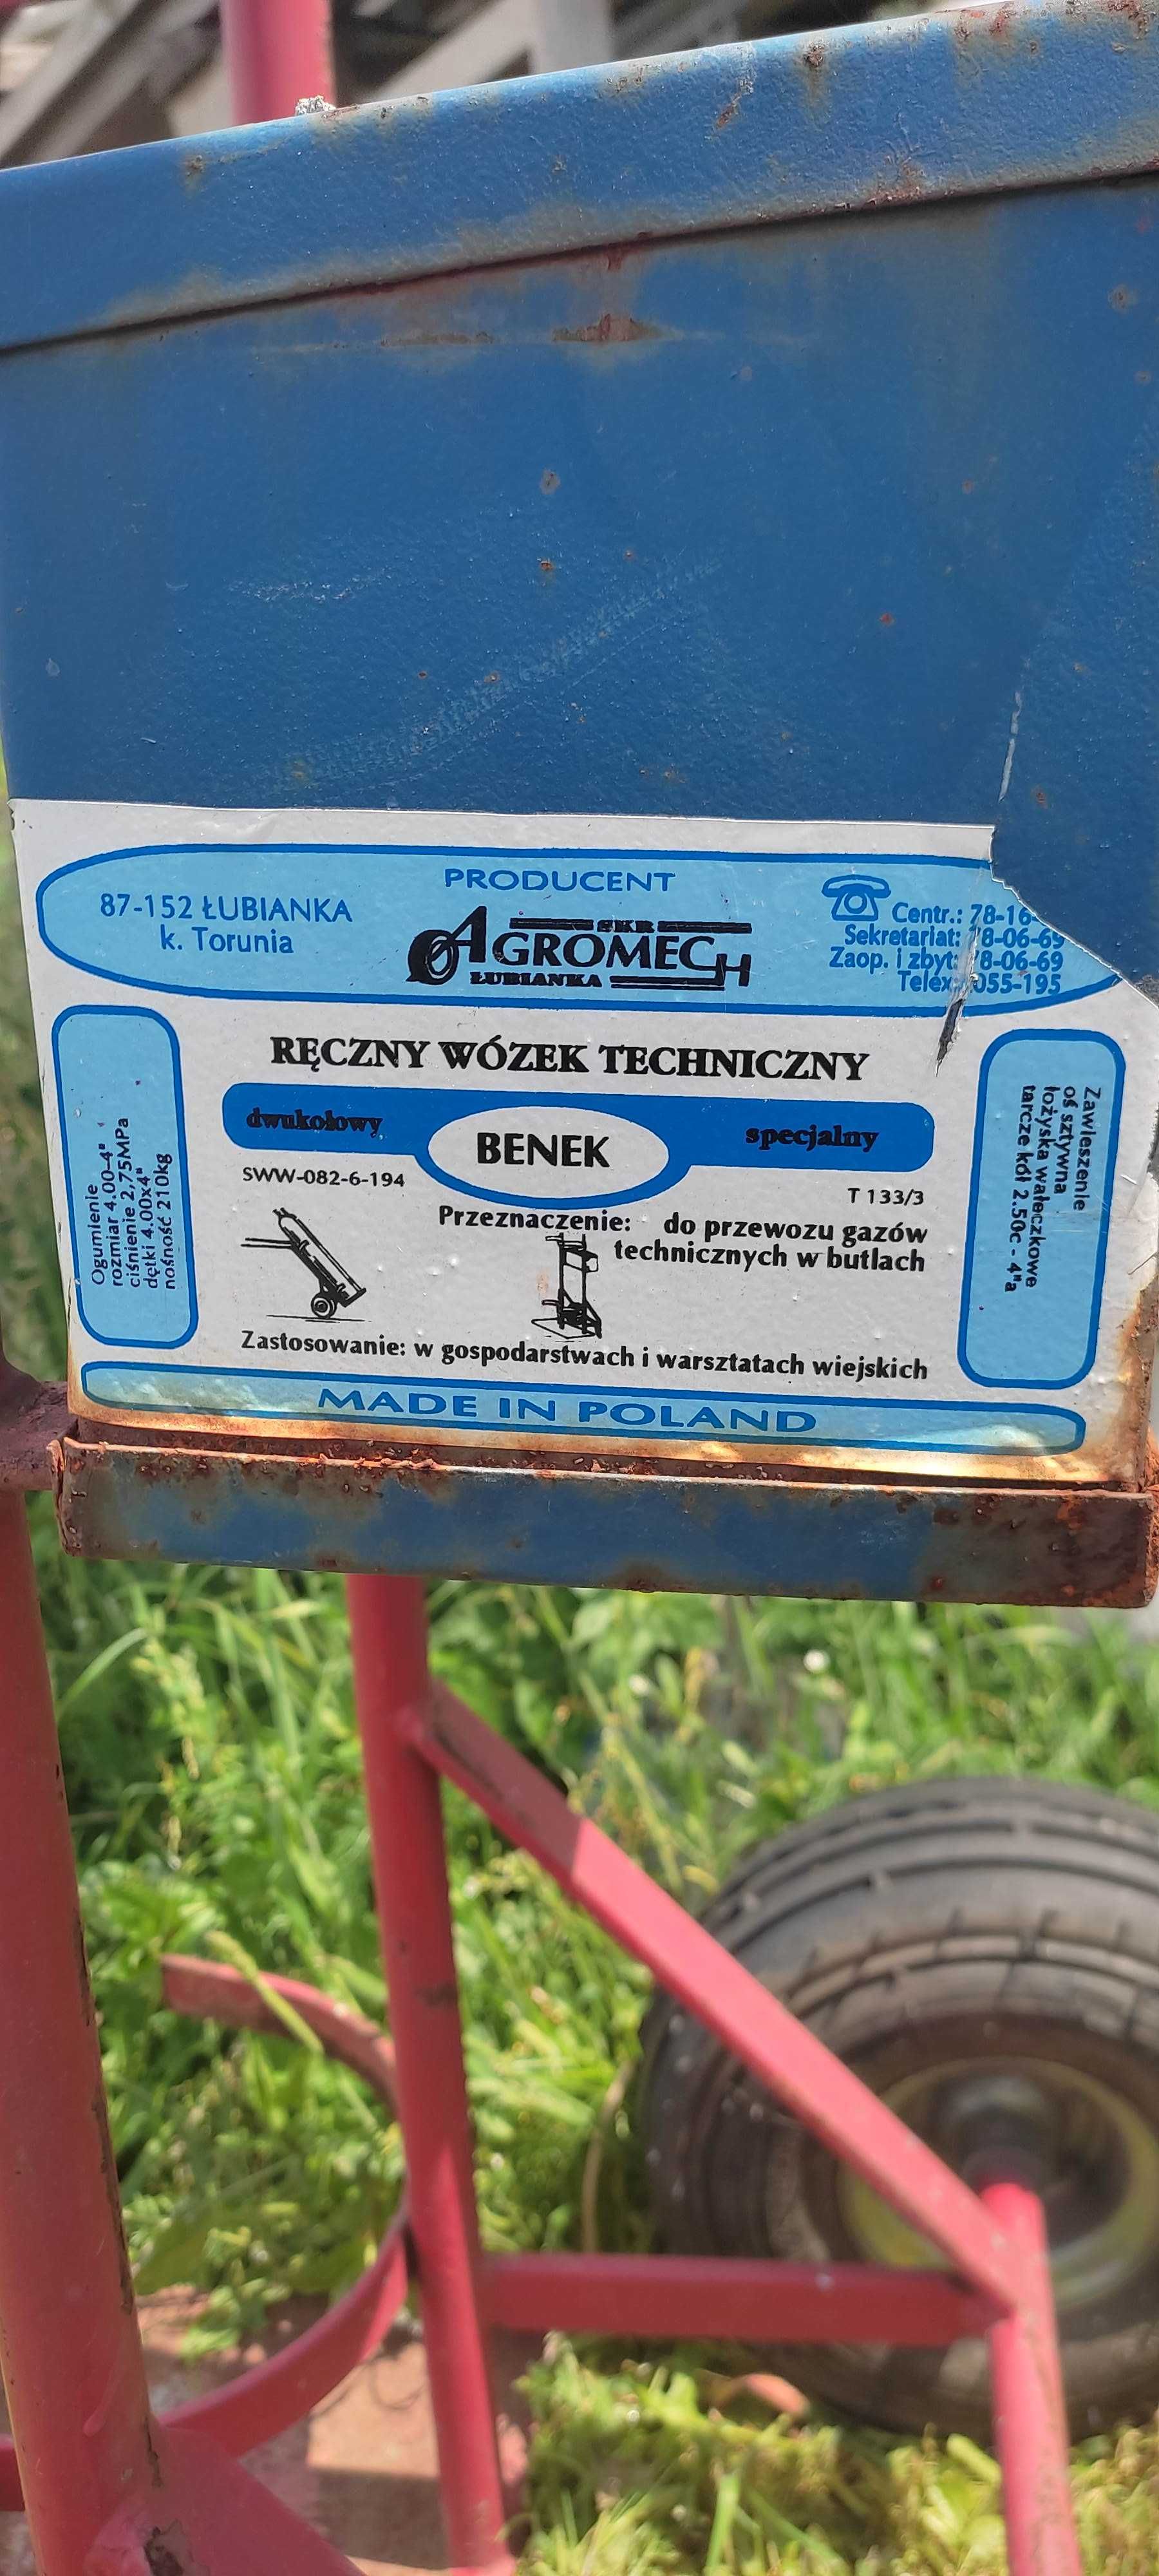 PRODUCENT
87-152 ŁUBIANKA
k. Torunia
SKR
AGROMECH
ŁUBIANKA
Centr.: 78-16-
Sekretariat: 78-06-69
Zaop. i zbyt: 78-06-69
Telex: 055-195
RĘCZNY WÓZEK TECHNICZNY
dwukołowy
BENEK
specjalny
SWW-082-6-194
T 133/3
Przeznaczenie: do przewozu gazów
technicznych w butlach
Zastosowanie: w gospodarstwach i warsztatach wiejskich
Ogumienie
rozmiar 4.00-4"
ciśnienie 2,75MPa
dętki 4.00x4"
nośność 210kg
Zawieszenie
oś sztywna
łożyska wałeczkowe
tarcze kół 2.50c - 4"a
MADE IN POLAND